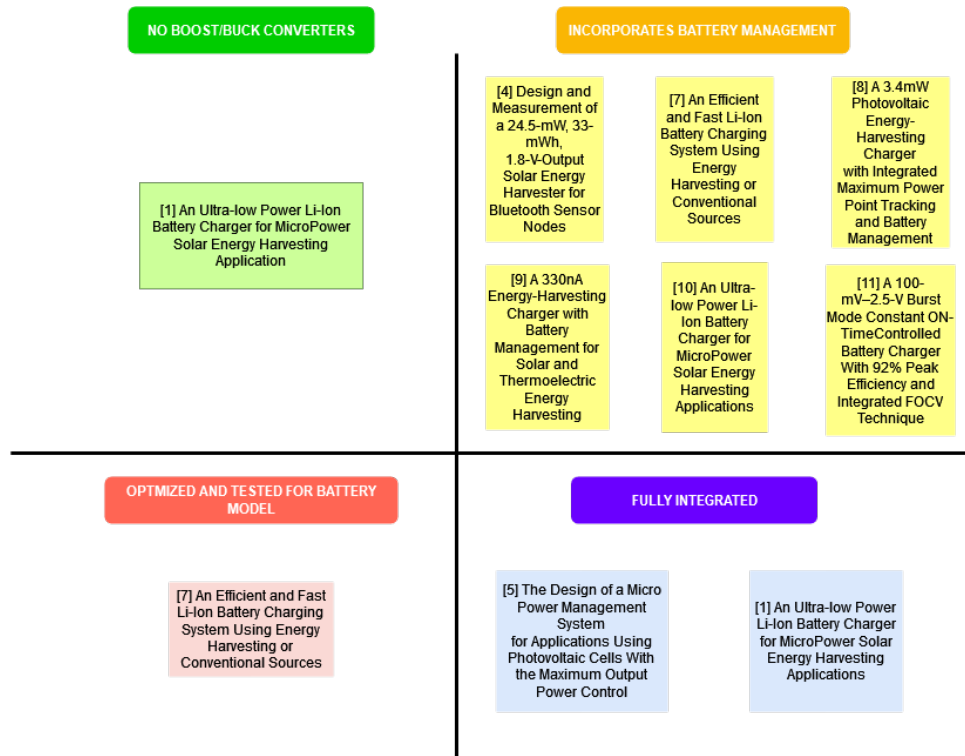 NO BOOST/BUCK CONVERTERS
INCORPORATES BATTERY MANAGEMENT
[1] An Ultra-low Power Li-Ion
Battery Charger for MicroPower
Solar Energy Harvesting
Application
[4] Design and
Measurement of
a 24.5-mW, 33-
mWh,
1.8-V-Output
Solar Energy
Harvester for
Bluetooth Sensor
Nodes
[7] An Efficient
and Fast Li-Ion
Battery Charging
System Using
Energy
Harvesting or
Conventional
Sources
[8] A 3.4mW
Photovoltaic
Energy-
Harvesting
Charger
with Integrated
Maximum Power
Point Tracking
and Battery
Management
[9] A 330nA
Energy-Harvesting
Charger with
Battery
Management for
Solar and
Thermoelectric
Energy
Harvesting
[10] An Ultra-
low Power Li-
Ion Battery
Charger for
MicroPower
Solar Energy
Harvesting
Applications
[11] A 100-
mV–2.5-V Burst
Mode Constant ON-
TimeControlled
Battery Charger
With 92% Peak
Efficiency and
Integrated FOCV
Technique
OPTMIZED AND TESTED FOR BATTERY
MODEL
FULLY INTEGRATED
[7] An Efficient and Fast
Li-Ion Battery Charging
System Using Energy
Harvesting or
Conventional Sources
[5] The Design of a Micro
Power Management
System
for Applications Using
Photovoltaic Cells With
the Maximum Output
Power Control
[1] An Ultra-low Power
Li-Ion Battery Charger
for MicroPower Solar
Energy Harvesting
Applications